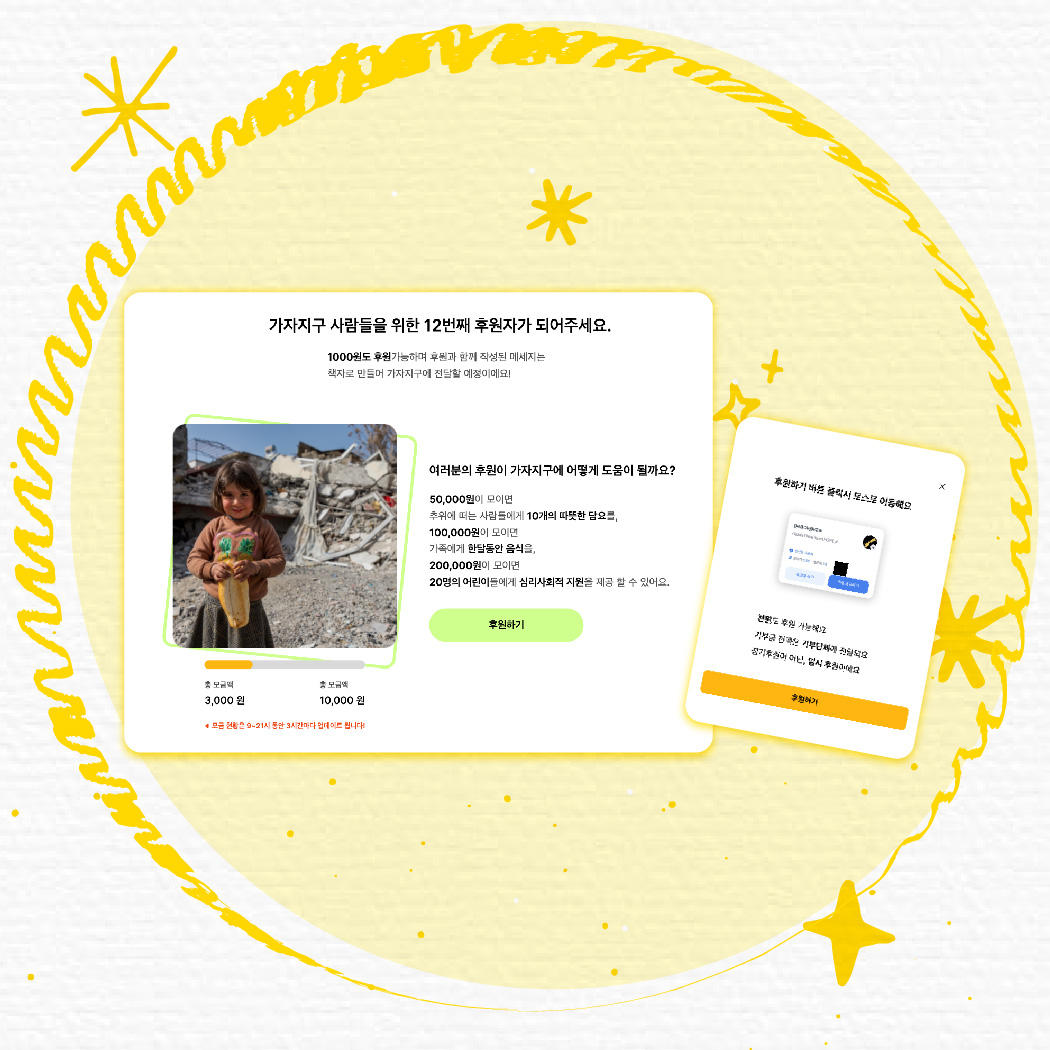 가자지구 사람들을 위한 12번째 후원자가 되어주세요.
1000원도 후원가능하며 후원과 함께 작성된 메세지는
책자로 만들어 가자지구에 전달할 예정이에요!
여러분의 후원이 가자지구에 어떻게 도움이 될까요?
50,000원이 모이면
추위에 떠는 사람들에게 10개의 따뜻한 담요를,
100,000원이 모이면
가족에게 한달동안 음식을,
200,000원이 모이면
20명의 어린이들에게 심리사회적 지원을 제공 할 수 있어요.
후원하기
총 모금액
3,000 원
총 모금액
10,000 원
* 모금 현황은 9~21시 동안 3시간마다 업데이트 됩니다!
×
후원하기 버튼 클릭시 토스로 이동해요
천원도 후원 가능해요
기부금 전액은 기부단체에 전달돼요
정기후원이 아닌, 일시 후원이에요
후원하기